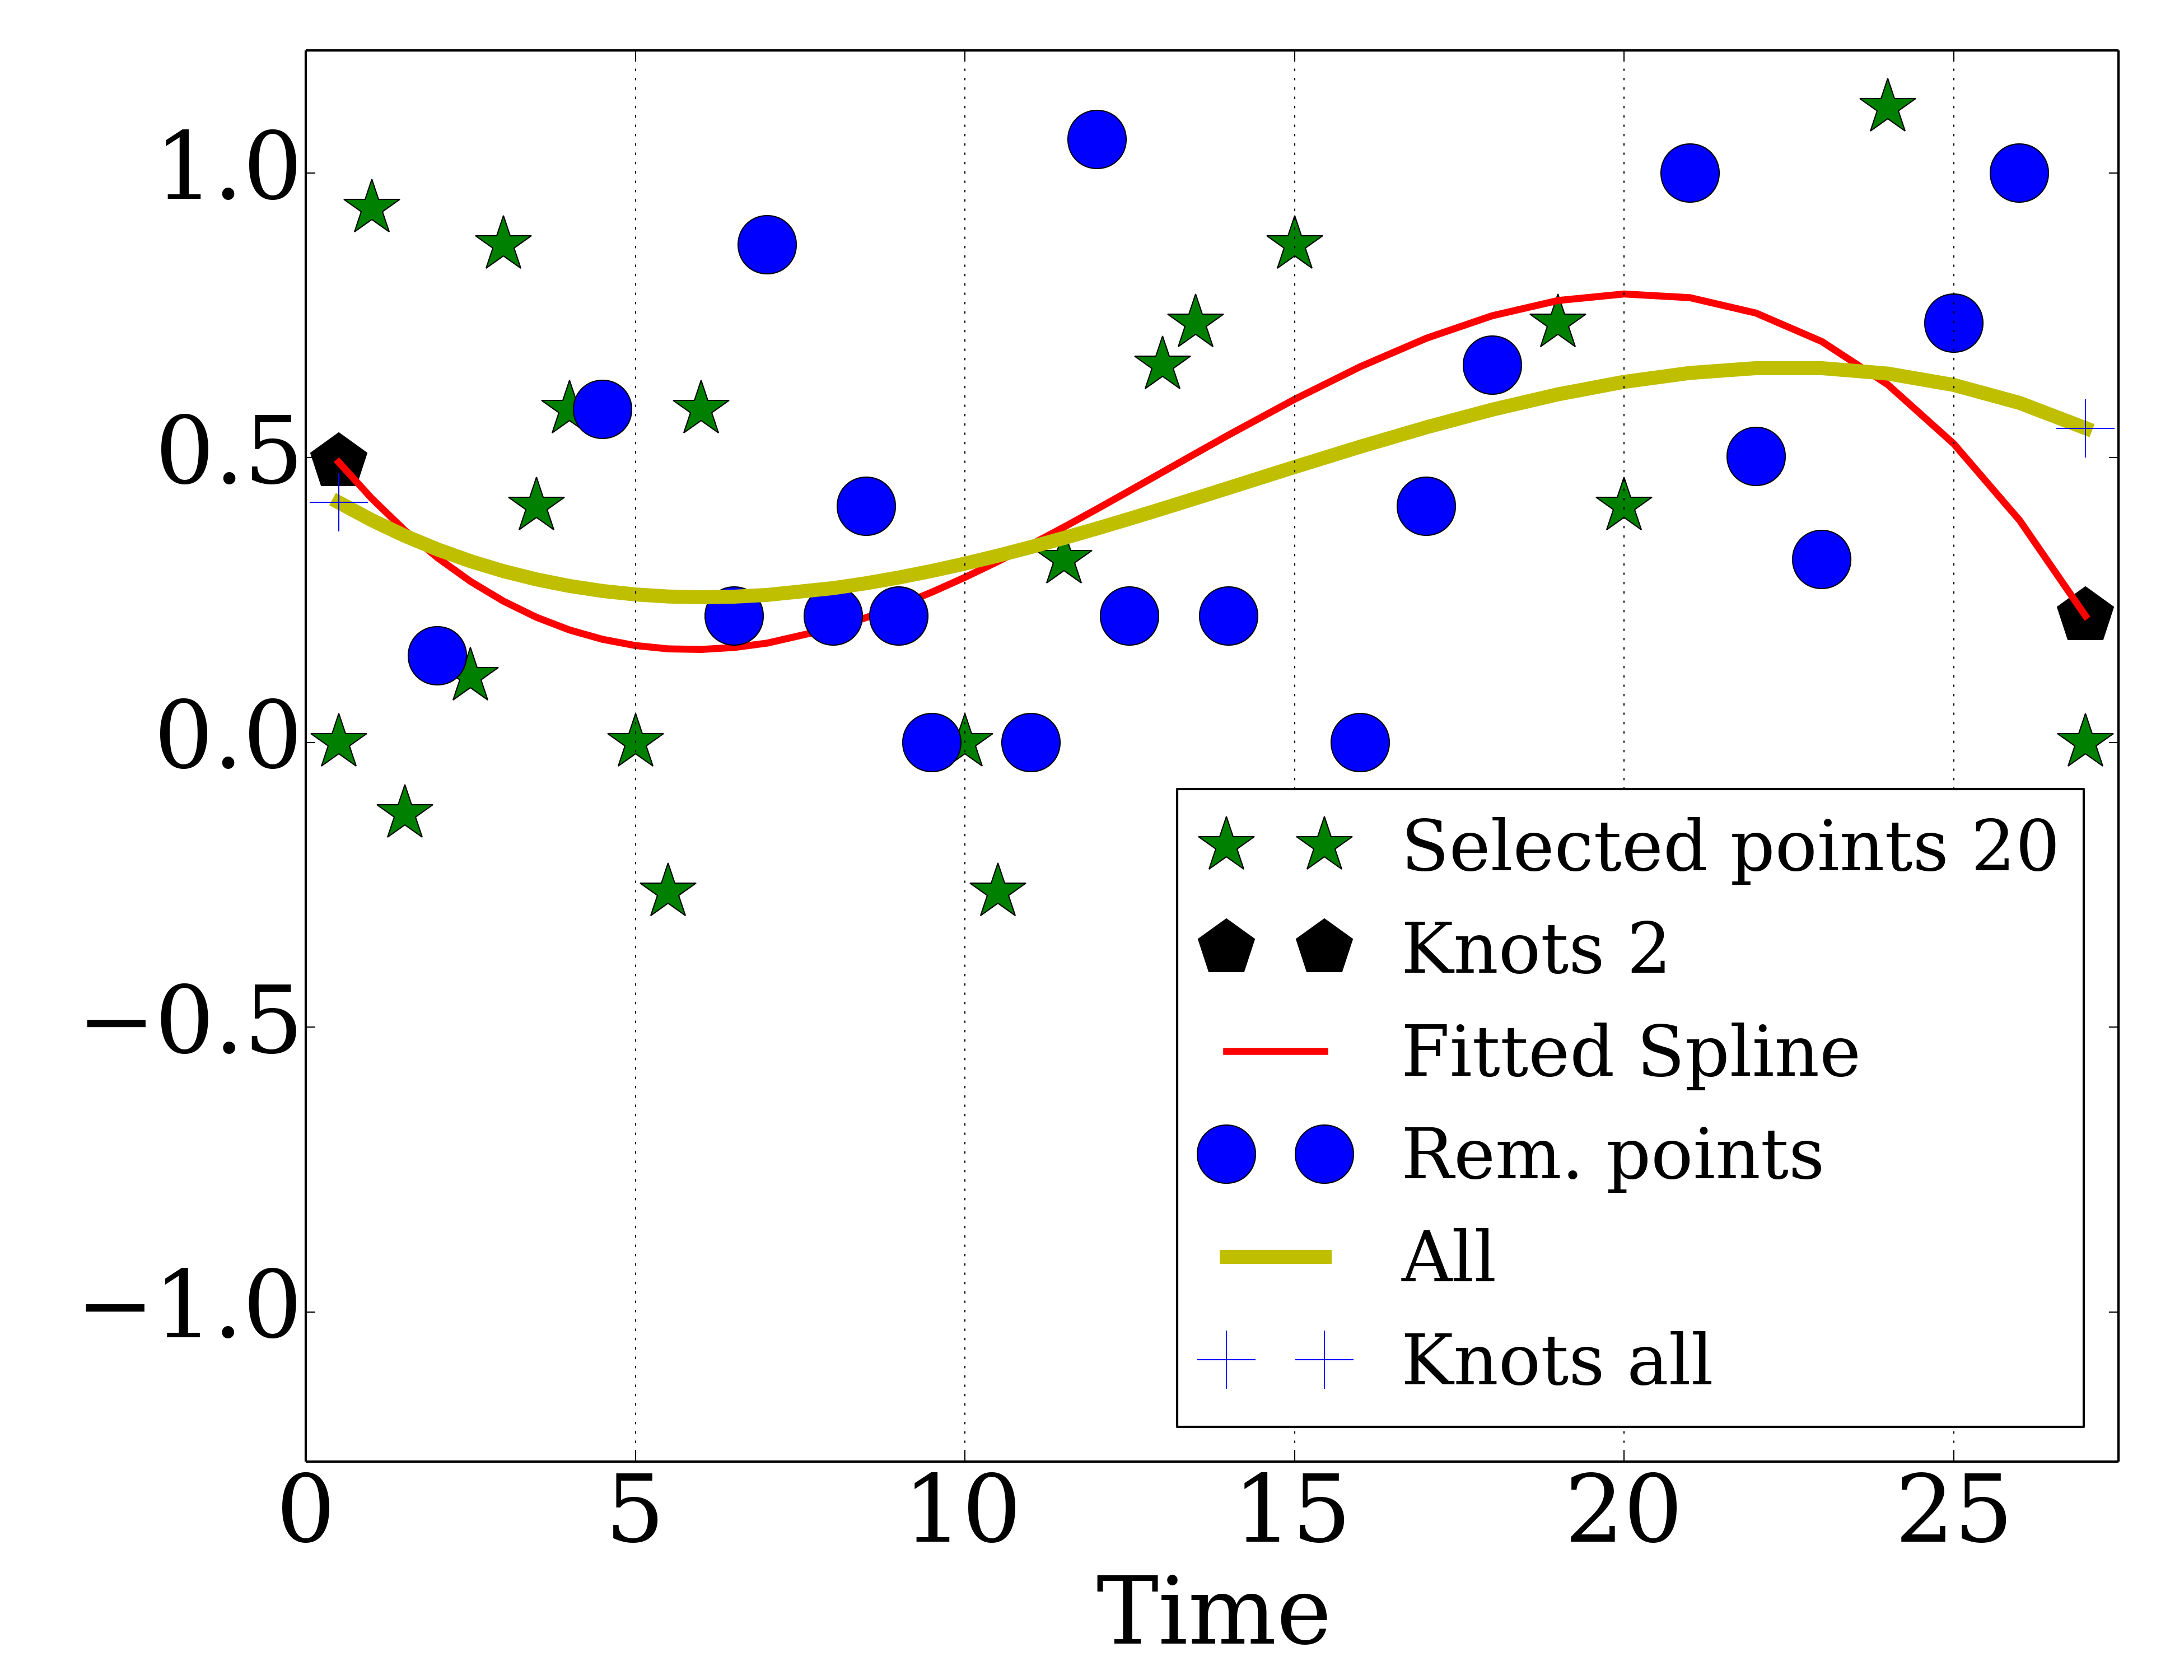 1.0
0.5
0.0
−0.5
−1.0
0 5 10 15 20 25
Time
Selected points 20
Knots 2
Fitted Spline
Rem. points
All
Knots all